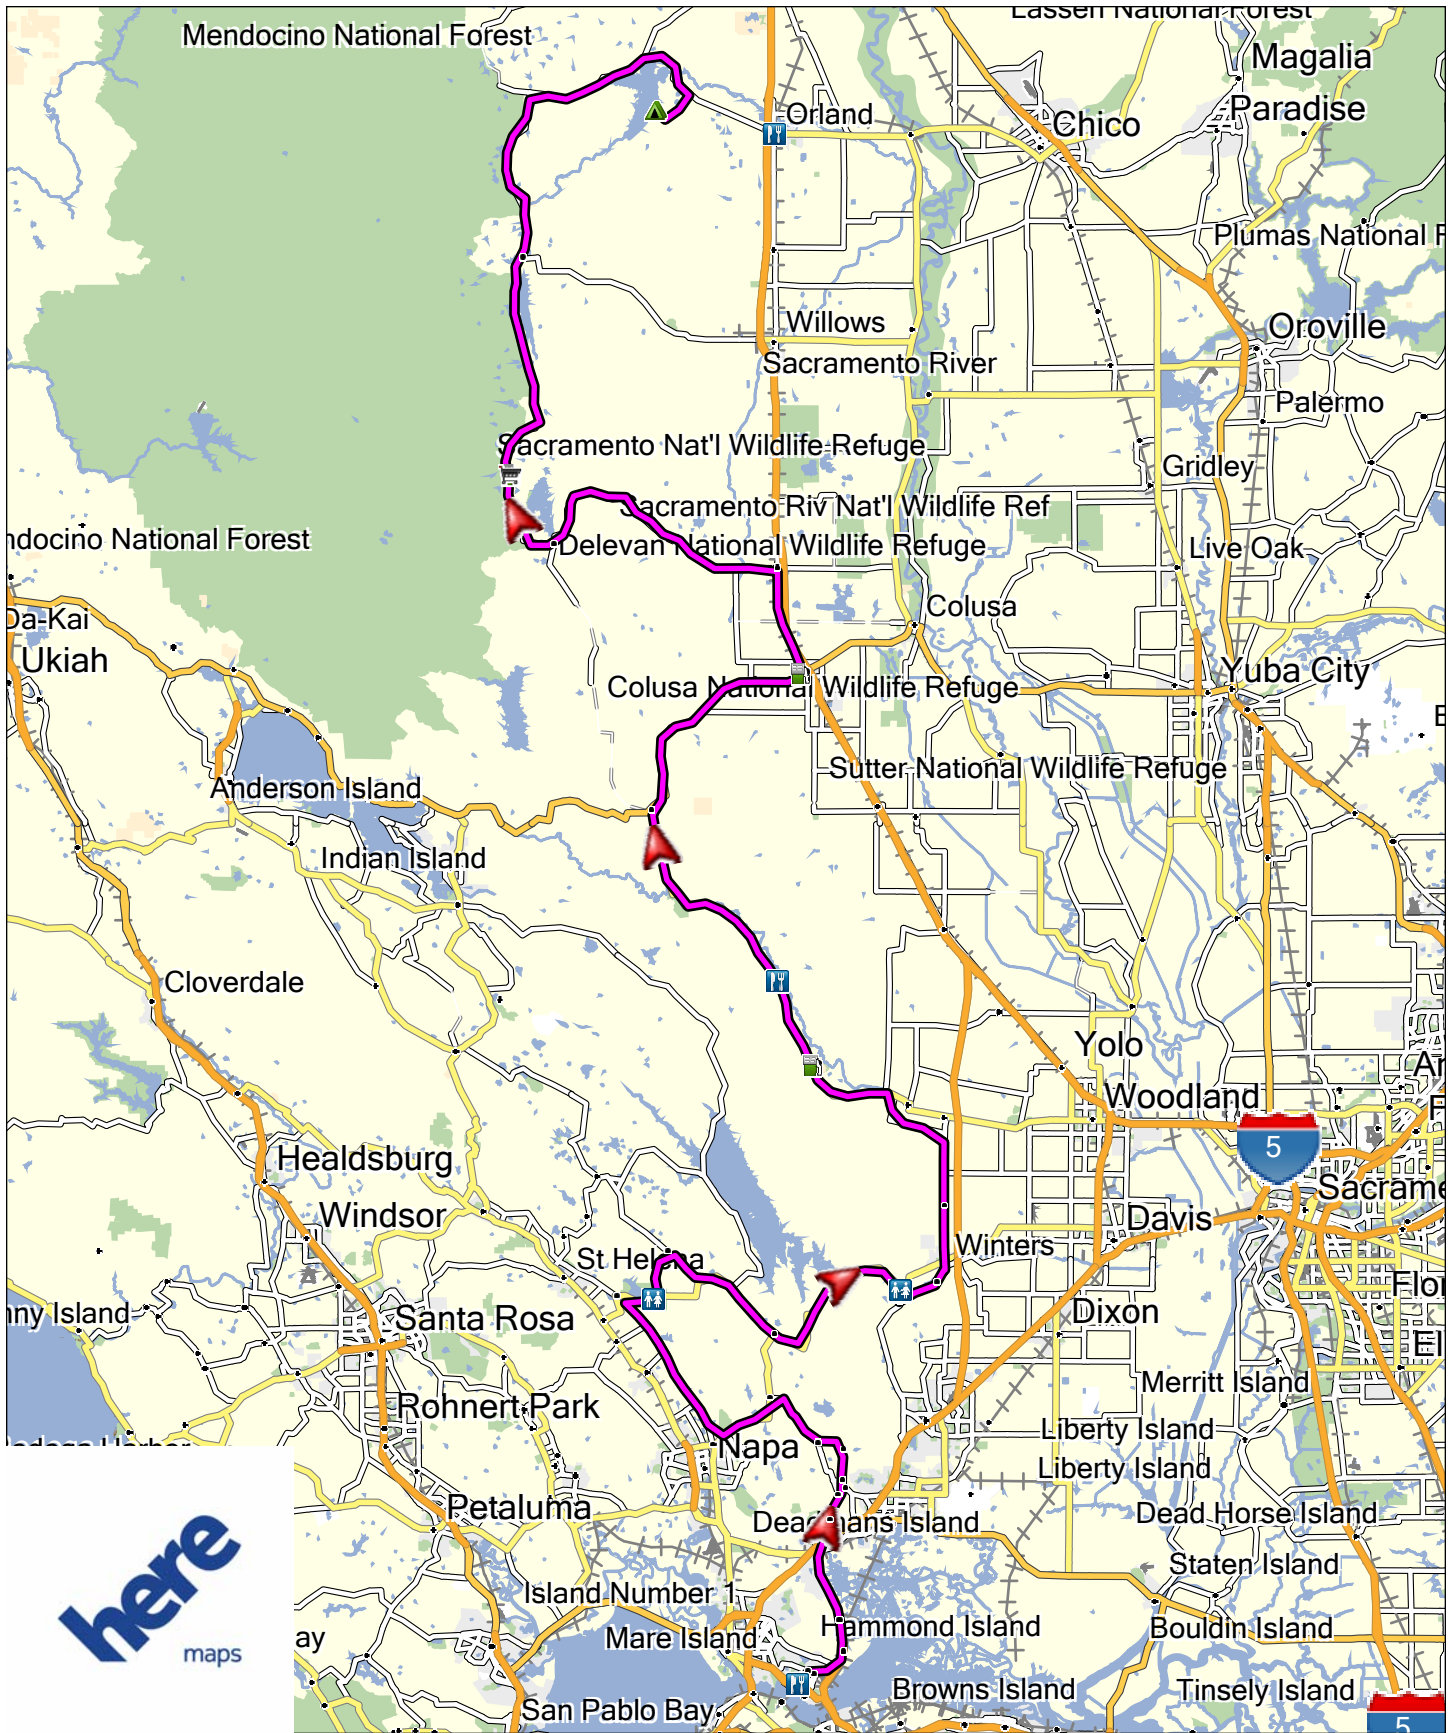 Lassen National Forest
Mendocino National Forest
Magalia
Paradise
Orland
Chico
Plumas National F
Willows
Oroville
Sacramento River
Palermo
Sacramento Nat'l Wildlife Refuge
Gridley
Sacramento Riv Nat'l Wildlife Ref
ndocino National Forest
Delevan National Wildlife Refuge
Live Oak
Colusa
Da-Kai
Ukiah
Yuba City
Colusa National Wildlife Refuge
Sutter National Wildlife Refuge
Anderson Island
Indian Island
Cloverdale
Yolo
Woodland
5
Healdsburg
Sacrame
Windsor
Davis
Winters
St Helena
Flor
nny Island
Santa Rosa
Dixon
El
Merritt Island
Rohnert Park
Liberty Island
Napa
Liberty Island
Petaluma
Dead Horse Island
Deadmans Island
Staten Island
Island Number 1
Hammond Island
Bouldin Island
here
maps
ay
Mare Island
Browns Island
Tinsely Island
San Pablo Bay
5